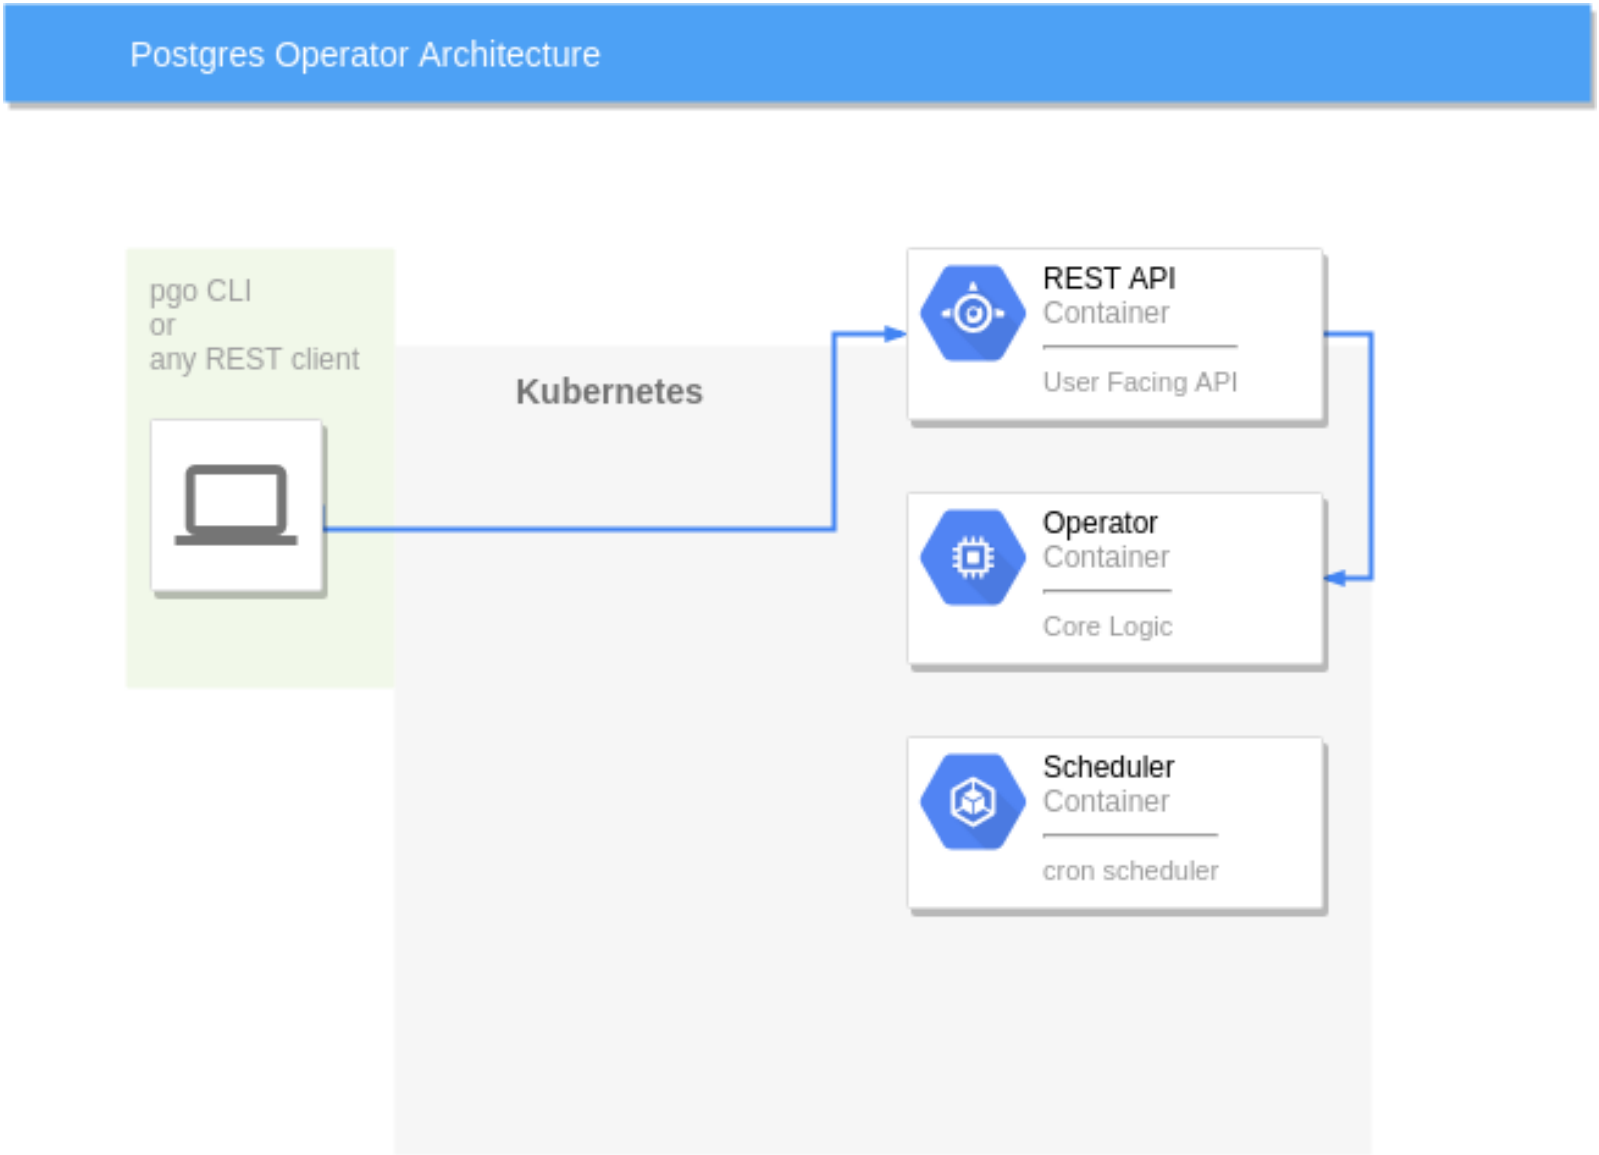 Postgres Operator Architecture
pgo CLI
or
any REST client
Kubernetes
REST API
Container
User Facing API
Operator
Container
Core Logic
Scheduler
Container
cron scheduler